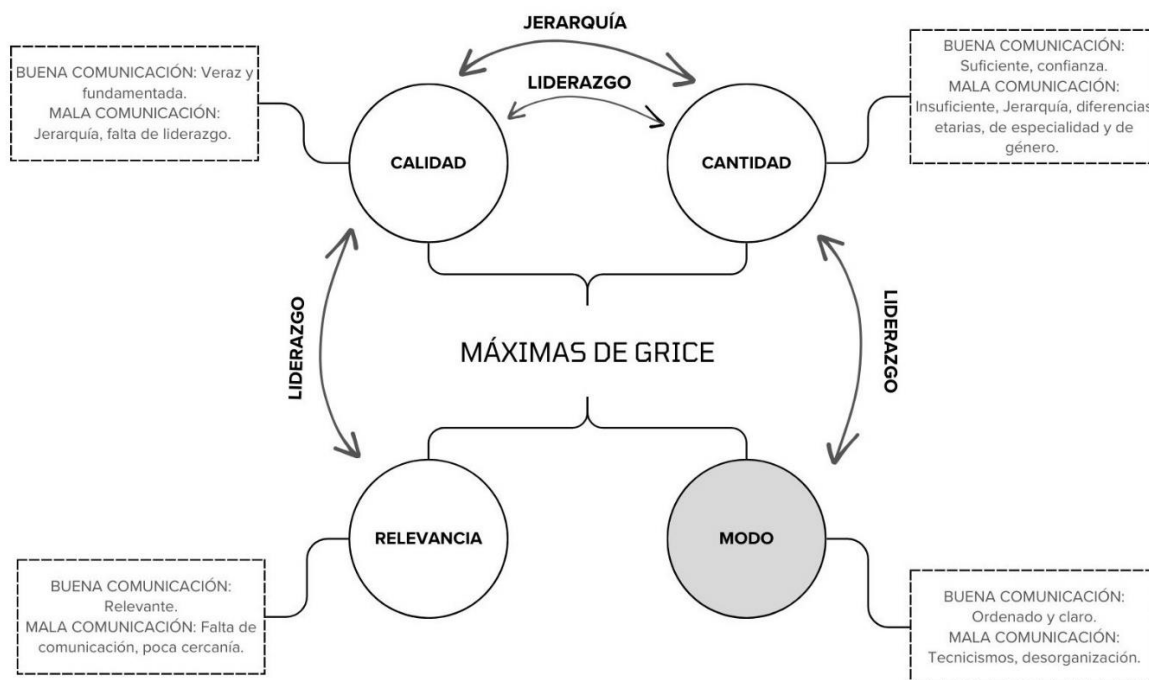 JERARQUÍA
LIDERAZGO
BUENA COMUNICACIÓN: Veraz y
fundamentada.
MALA COMUNICACIÓN:
Jerarquía, falta de liderazgo.
CALIDAD
CANTIDAD
BUENA COMUNICACIÓN:
Suficiente, confianza.
MALA COMUNICACIÓN:
Insuficiente, Jerarquía, diferencias
etarias, de especialidad y de
género.
LIDERAZGO
MÁXIMAS DE GRICE
LIDERAZGO
RELEVANCIA
MODO
BUENA COMUNICACIÓN:
Relevante.
MALA COMUNICACIÓN: Falta de
comunicación, poca cercanía.
BUENA COMUNICACIÓN:
Ordenado y claro.
MALA COMUNICACIÓN:
Tecnicismos, desorganización.